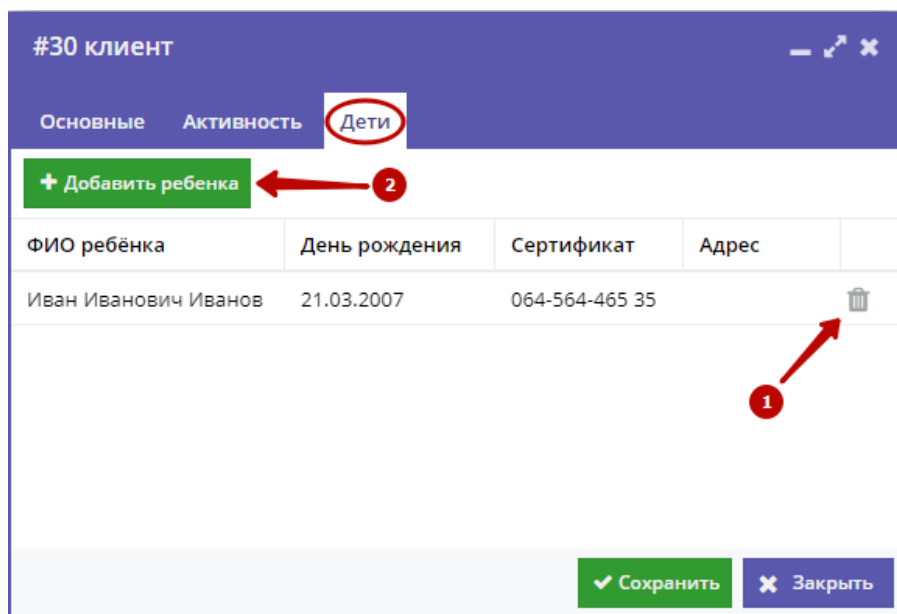 #30 клиент
Основные Активность Дети
Добавить ребенка 2
ФИО ребёнка День рождения Сертификат Адрес
Иван Иванович Иванов 21.03.2007 064-564-465 35
1
Сохранить Закрыть